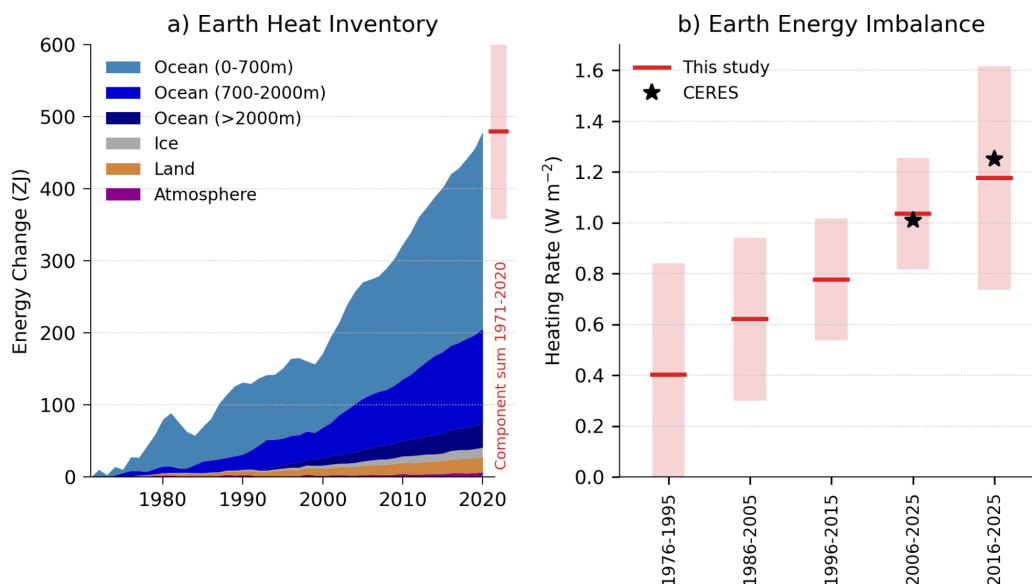 a) Earth Heat Inventory
Energy Change (ZJ)
600
500
400
300
200
100
0
Ocean (0-700m)
Ocean (700-2000m)
Ocean (>2000m)
Ice
Land
Atmosphere
1980
1990
2000
2010
2020
Component sum 1971-2020
b) Earth Energy Imbalance
Heating Rate (W m⁻²)
1.6
1.4
1.2
1.0
0.8
0.6
0.4
0.2
0.0
This study
CERES
1976-1995
1986-2005
1996-2015
2006-2025
2016-2025